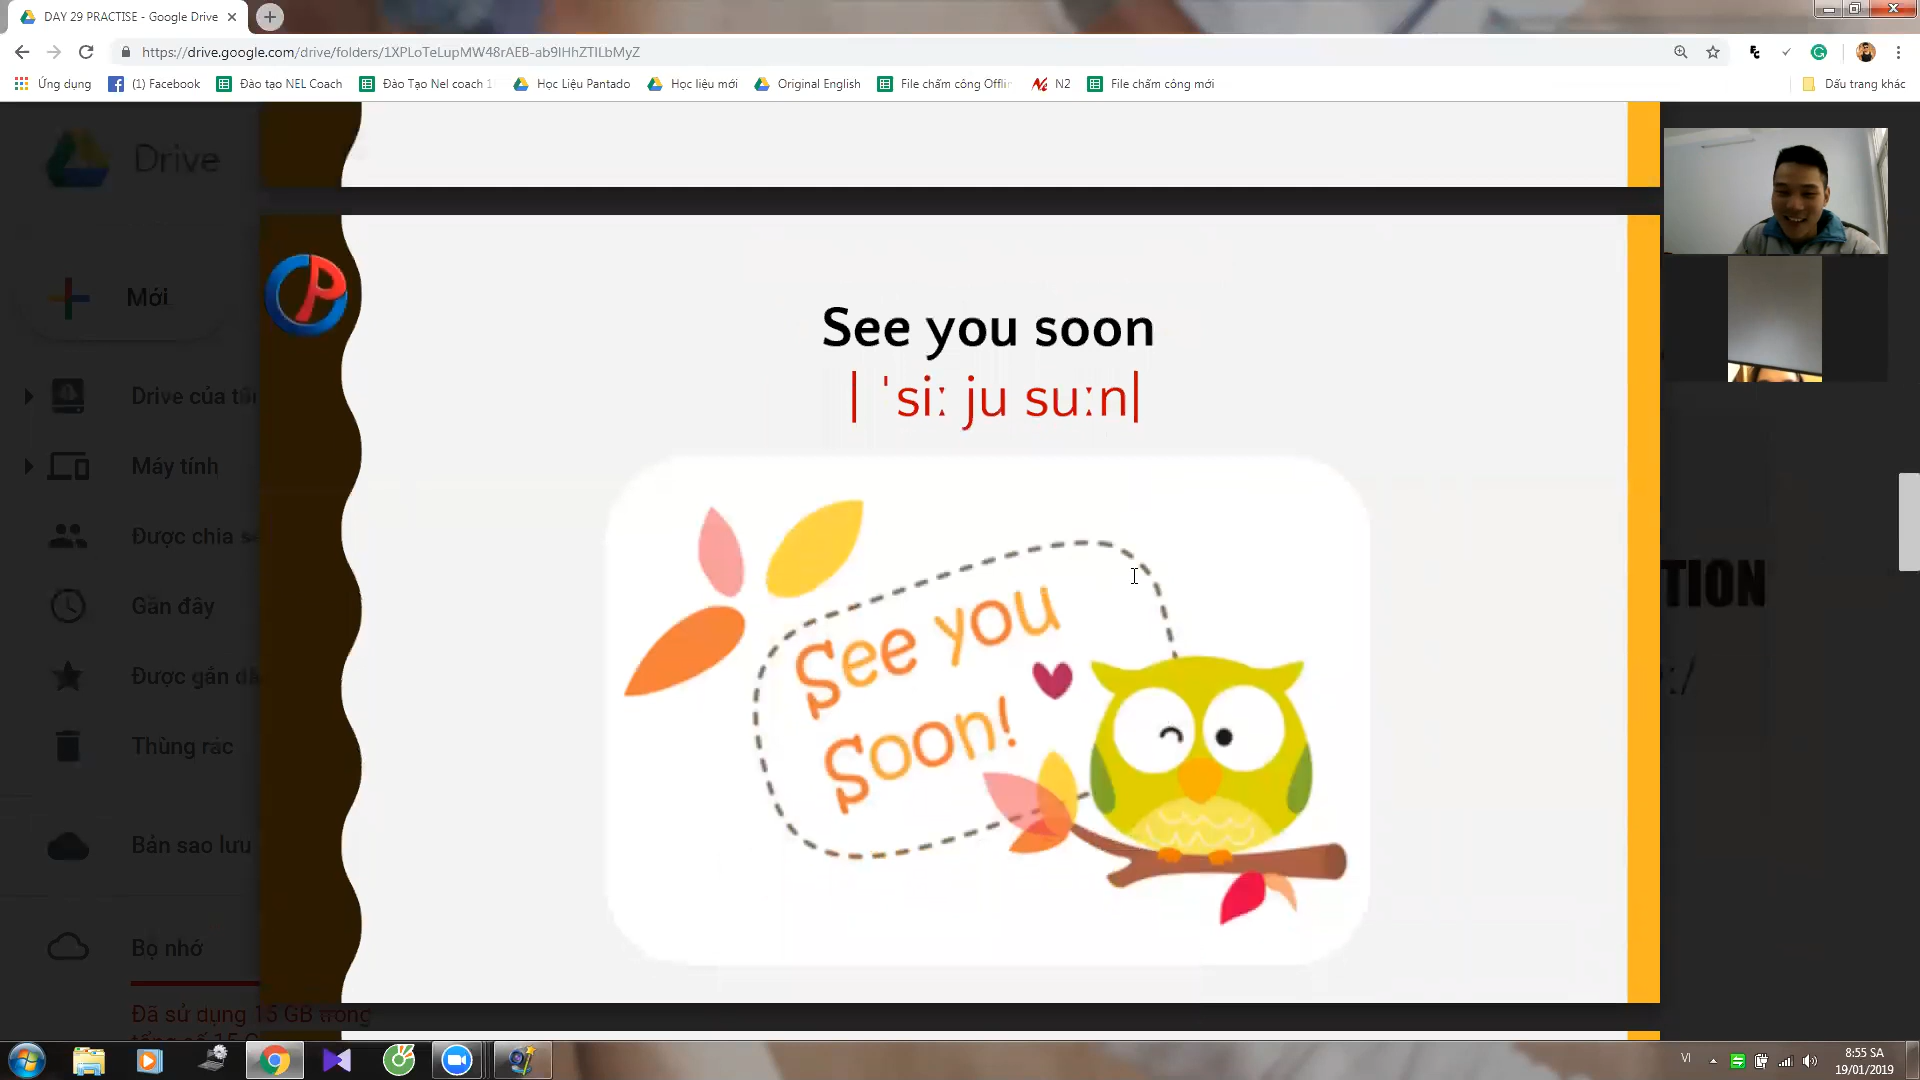 DAY 29 PRACTISE - Google Drive
https://drive.google.com/drive/folders/1XPLoTeLupMW48rAEB-ab9lHhZTlLbMyZ
Ứng dụng
(1) Facebook
Đào tạo NEL Coach
Đào Tạo Nel coach 1
Học Liệu Pantado
Học liệu mới
Original English
File chấm công Offlin
N2
File chấm công mới
Dấu trang khác
Drive
Mới
Drive của tôi
Máy tính
Được chia sẻ
Gần đây
Được gắn dấ
Thùng rác
Bản sao lưu
Bộ nhớ
Đã sử dụng 15 GB trong
See you soon
| ˈsiː ju suːn|
See you
Soon!
TION
ː/
VI
8:55 SA
19/01/2019